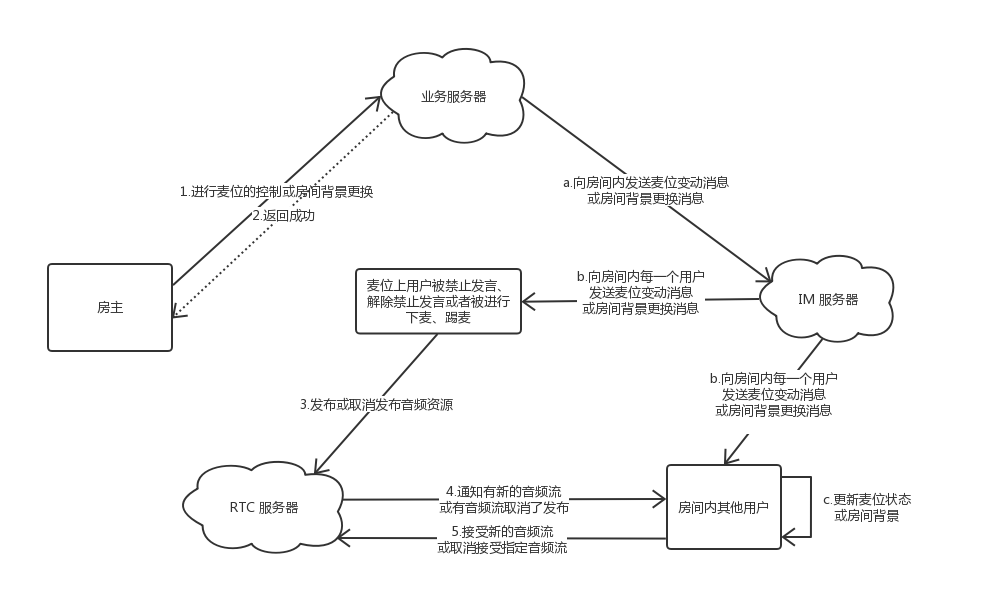 业务服务器
1.进行麦位的控制或房间背景更换
2.返回成功
a.向房间内发送麦位变动消息
或房间背景更换消息
房主
麦位上用户被禁止发言、
解除禁止发言或者被进行
下麦、踢麦
b.向房间内每一个用户
发送麦位变动消息
或房间背景更换消息
IM 服务器
b.向房间内每一个用户
发送麦位变动消息
或房间背景更换消息
3.发布或取消发布音频资源
RTC 服务器
4.通知有新的音频流
或有音频流取消了发布
5.接受新的音频流
或取消接受指定音频流
房间内其他用户
c.更新麦位状态
或房间背景